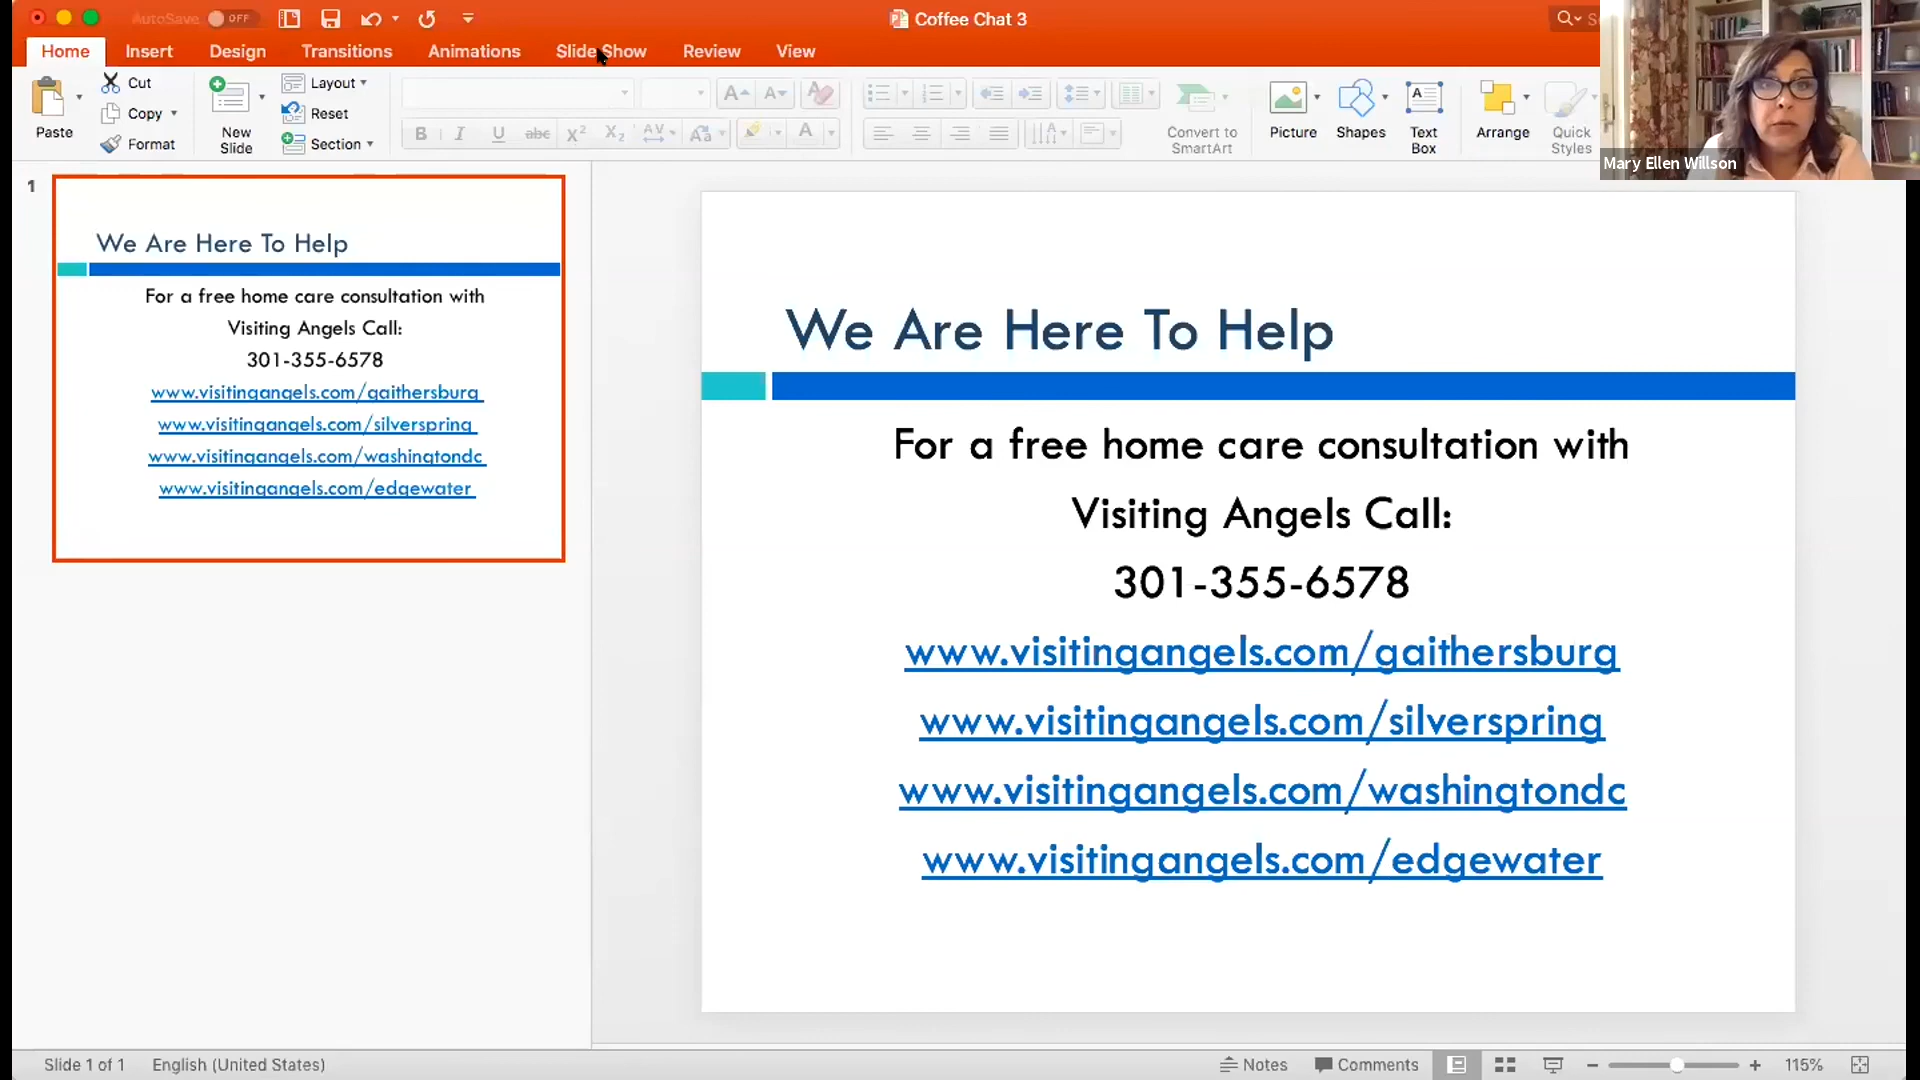 AutoSave OFF
Coffee Chat 3
Home Insert Design Transitions Animations Slide Show Review View
Paste
Cut
Copy
Format
New Slide
Layout
Reset
Section
B I U abc X² X₂ AV Aa A
Convert to SmartArt
Picture
Shapes
Text Box
Arrange
Quick Styles
Mary Ellen Willson
1
We Are Here To Help
For a free home care consultation with
Visiting Angels Call:
301-355-6578
www.visitingangels.com/gaithersburg
www.visitingangels.com/silverspring
www.visitingangels.com/washingtondc
www.visitingangels.com/edgewater
We Are Here To Help
For a free home care consultation with
Visiting Angels Call:
301-355-6578
www.visitingangels.com/gaithersburg
www.visitingangels.com/silverspring
www.visitingangels.com/washingtondc
www.visitingangels.com/edgewater
Slide 1 of 1 English (United States) Notes Comments 115%